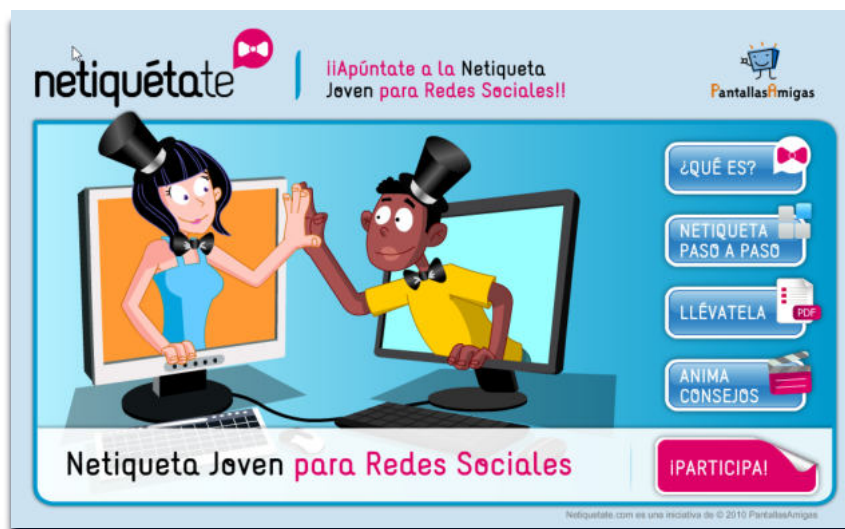 netiquétate
¡¡Apúntate a la Netiqueta
Joven para Redes Sociales!!
PantallasAmigas
¿QUÉ ES?
NETIQUETA
PASO A PASO
LLÉVATELA
PDF
ANIMA
CONSEJOS
Netiqueta Joven para Redes Sociales
¡PARTICIPA!
Netiquetate.com es una iniciativa de © 2010 PantallasAmigas